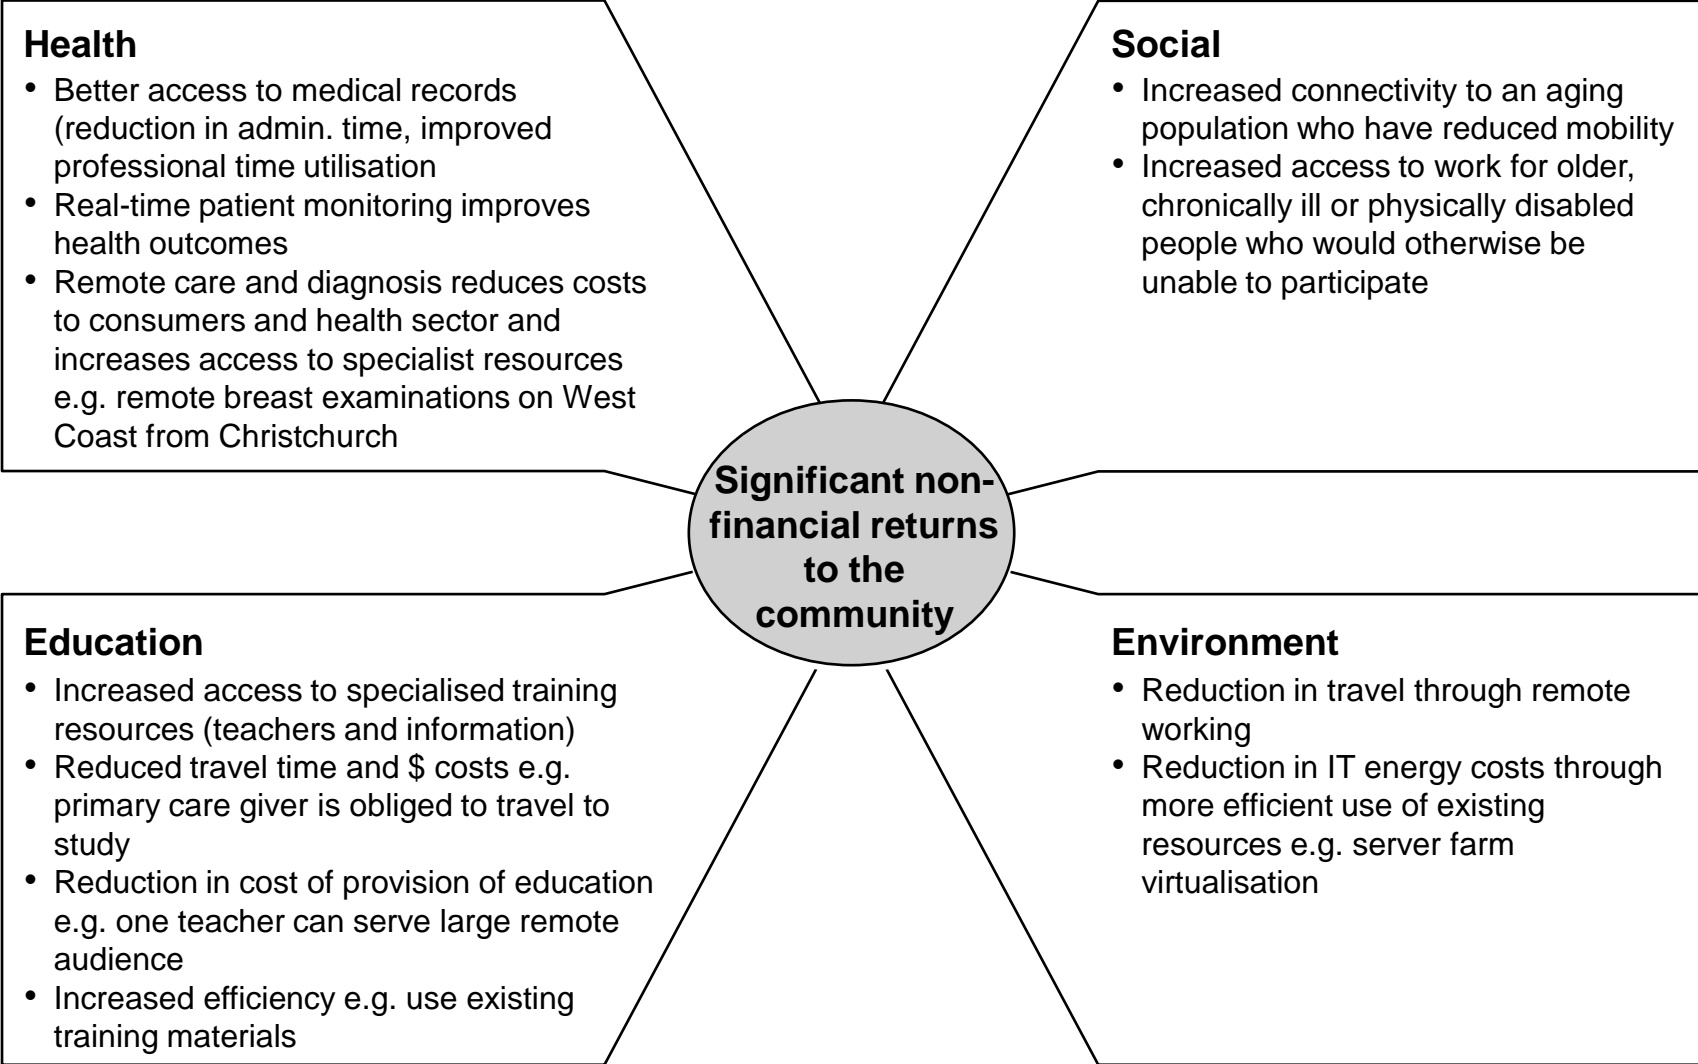 Health
• Better access to medical records
(reduction in admin. time, improved
professional time utilisation
• Real-time patient monitoring improves
health outcomes
• Remote care and diagnosis reduces costs
to consumers and health sector and
increases access to specialist resources
e.g. remote breast examinations on West
Coast from Christchurch
Social
• Increased connectivity to an aging
population who have reduced mobility
• Increased access to work for older,
chronically ill or physically disabled
people who would otherwise be
unable to participate
Significant non-
financial returns
to the
community
Education
• Increased access to specialised training
resources (teachers and information)
• Reduced travel time and $ costs e.g.
primary care giver is obliged to travel to
study
• Reduction in cost of provision of education
e.g. one teacher can serve large remote
audience
• Increased efficiency e.g. use existing
training materials
Environment
• Reduction in travel through remote
working
• Reduction in IT energy costs through
more efficient use of existing
resources e.g. server farm
virtualisation